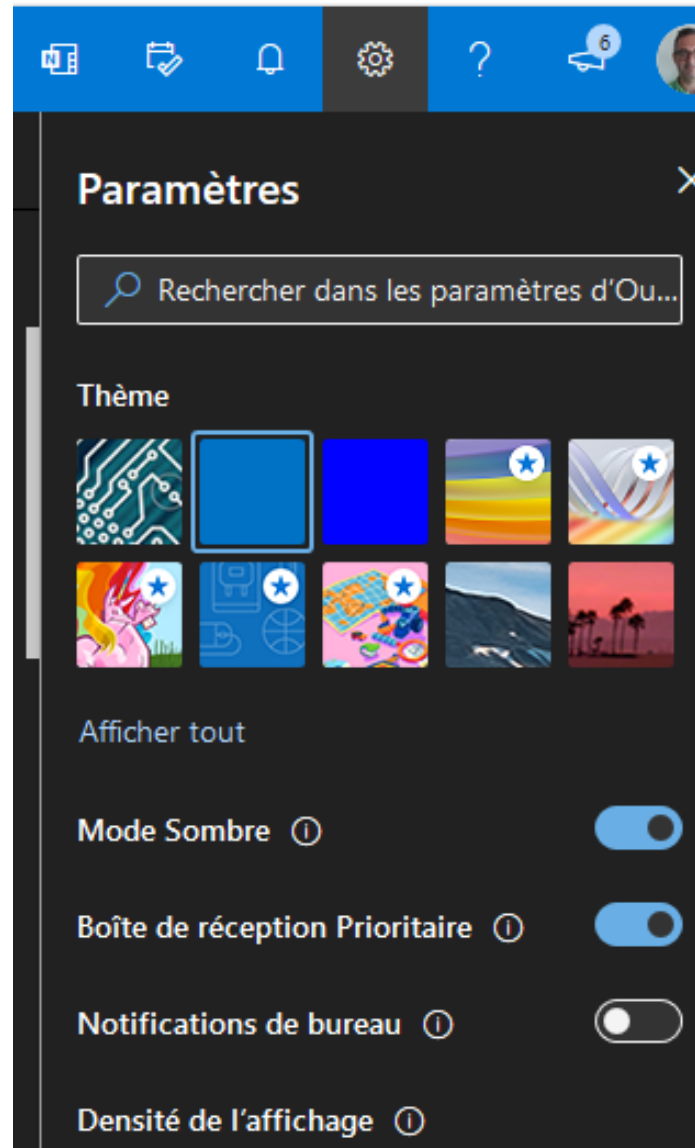 N
6
Paramètres
Rechercher dans les paramètres d'Ou...
Thème
Afficher tout
Mode Sombre
Boîte de réception Prioritaire
Notifications de bureau
Densité de l'affichage